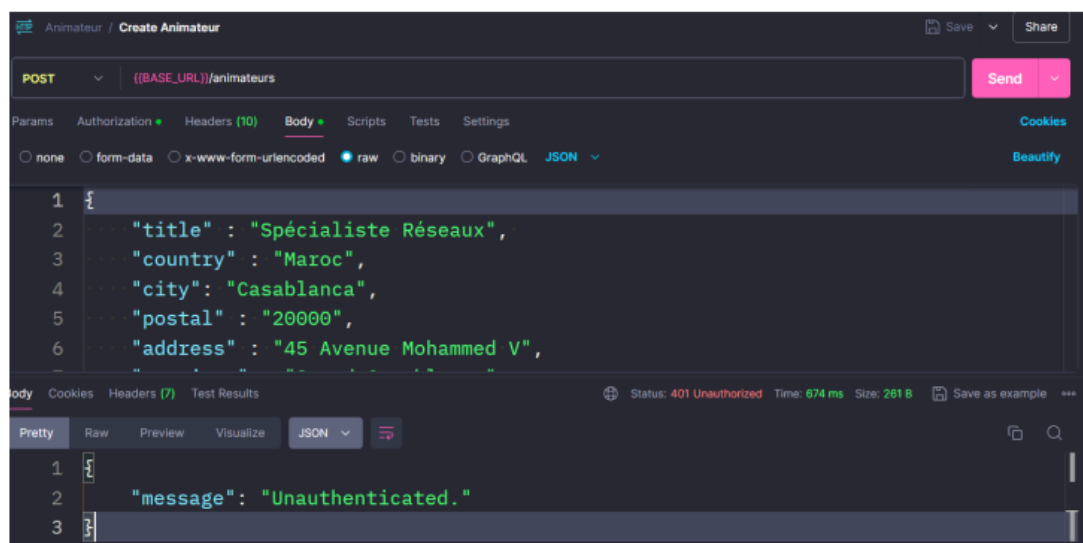 Animateur / Create Animateur
Save
Share
POST
{{BASE_URL}}/animateurs
Send
Params Authorization Headers (10) Body Scripts Tests Settings
Cookies
none form-data x-www-form-urlencoded raw binary GraphQL JSON
Beautify
1 {
2 "title" : "Spécialiste Réseaux",
3 "country" : "Maroc",
4 "city": "Casablanca",
5 "postal" : "20000",
6 "address" : "45 Avenue Mohammed V",
ody Cookies Headers (7) Test Results
Status: 401 Unauthorized Time: 674 ms Size: 261 B Save as example
Pretty Raw Preview Visualize JSON
1 {
2 "message": "Unauthenticated."
3 }